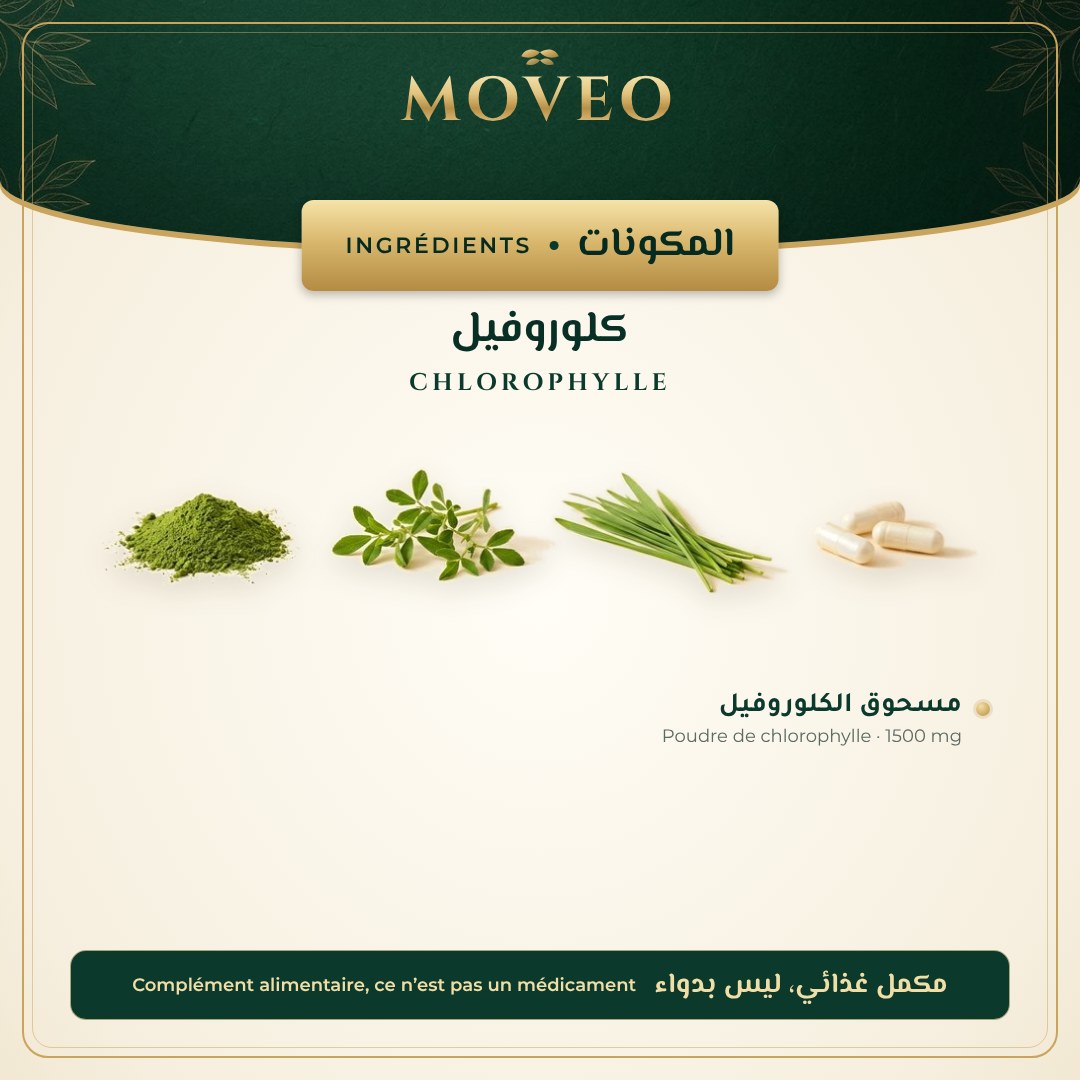 MOVEO
المكونات • INGRÉDIENTS
كلوروفيل
CHLOROPHYLLE
مسحوق الكلوروفيل
Poudre de chlorophylle · 1500 mg
مكمل غذائي، ليس بدواء Complément alimentaire, ce n’est pas un médicament